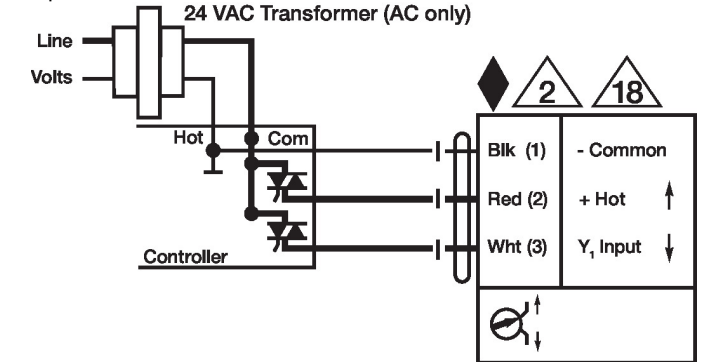 24 VAC Transformer (AC only)
Line
Volts
2
18
Hot
Com
Blk (1)
- Common
Red (2)
+ Hot
Wht (3)
Y1 Input
Controller